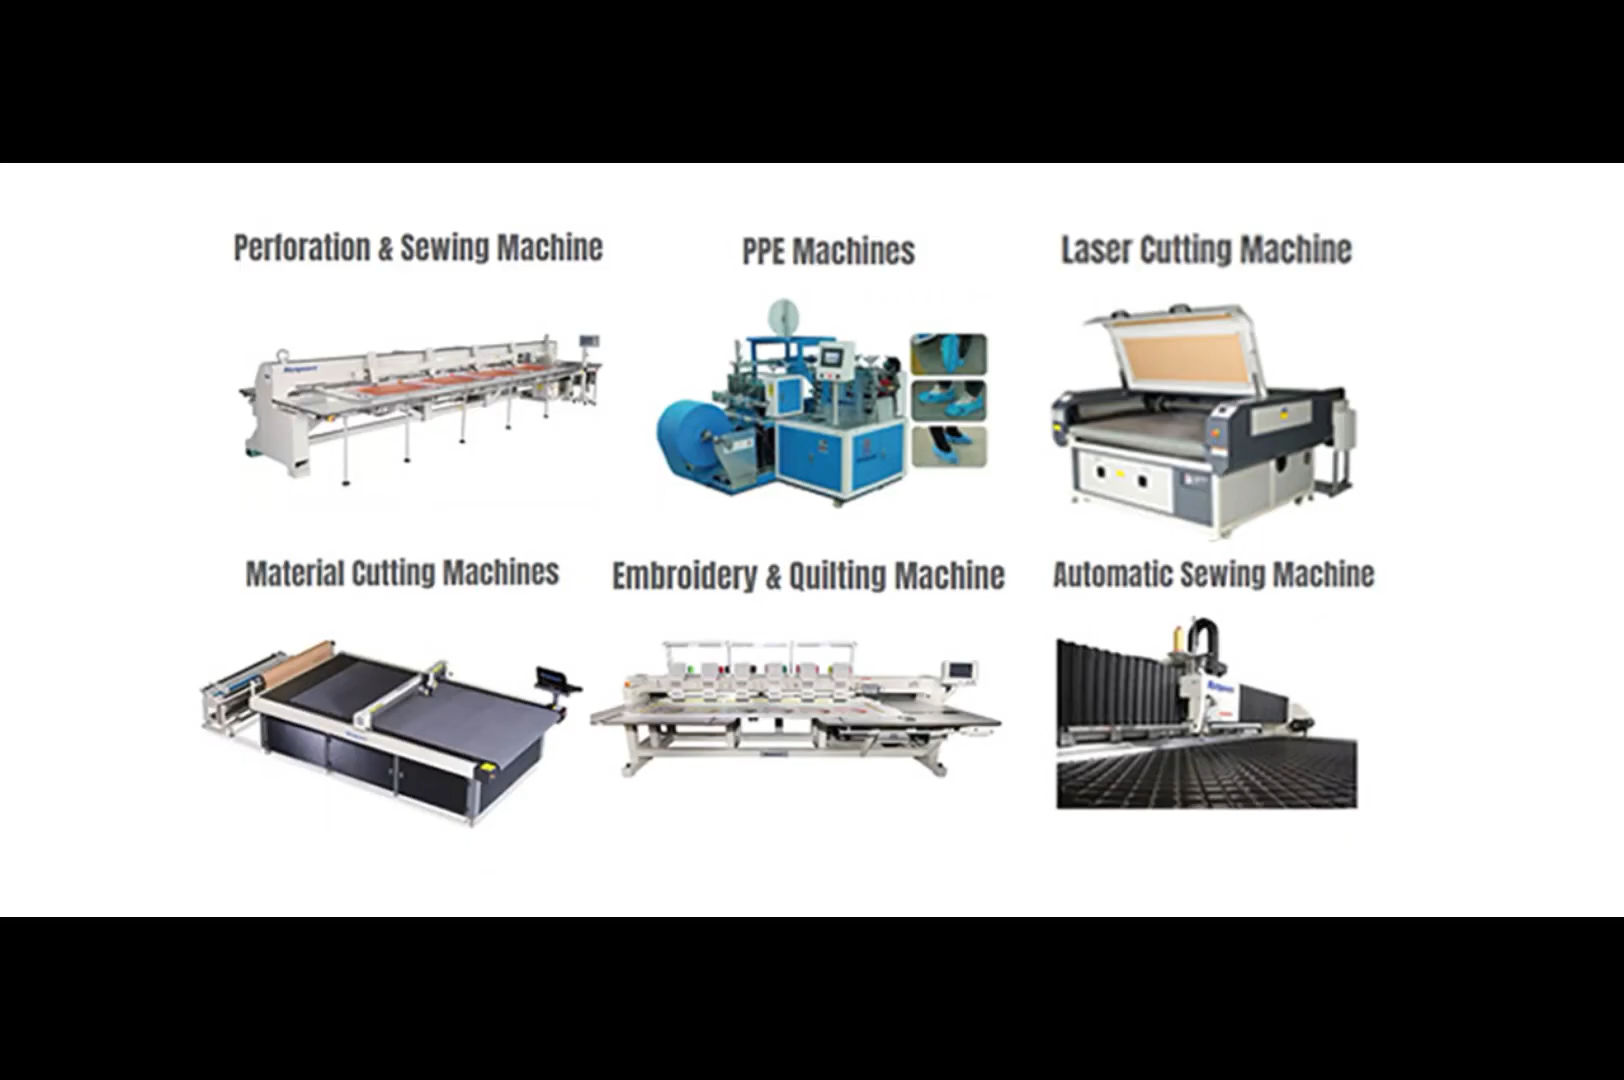 Perforation & Sewing Machine
PPE Machines
Laser Cutting Machine
Material Cutting Machines
Embroidery & Quilting Machine
Automatic Sewing Machine